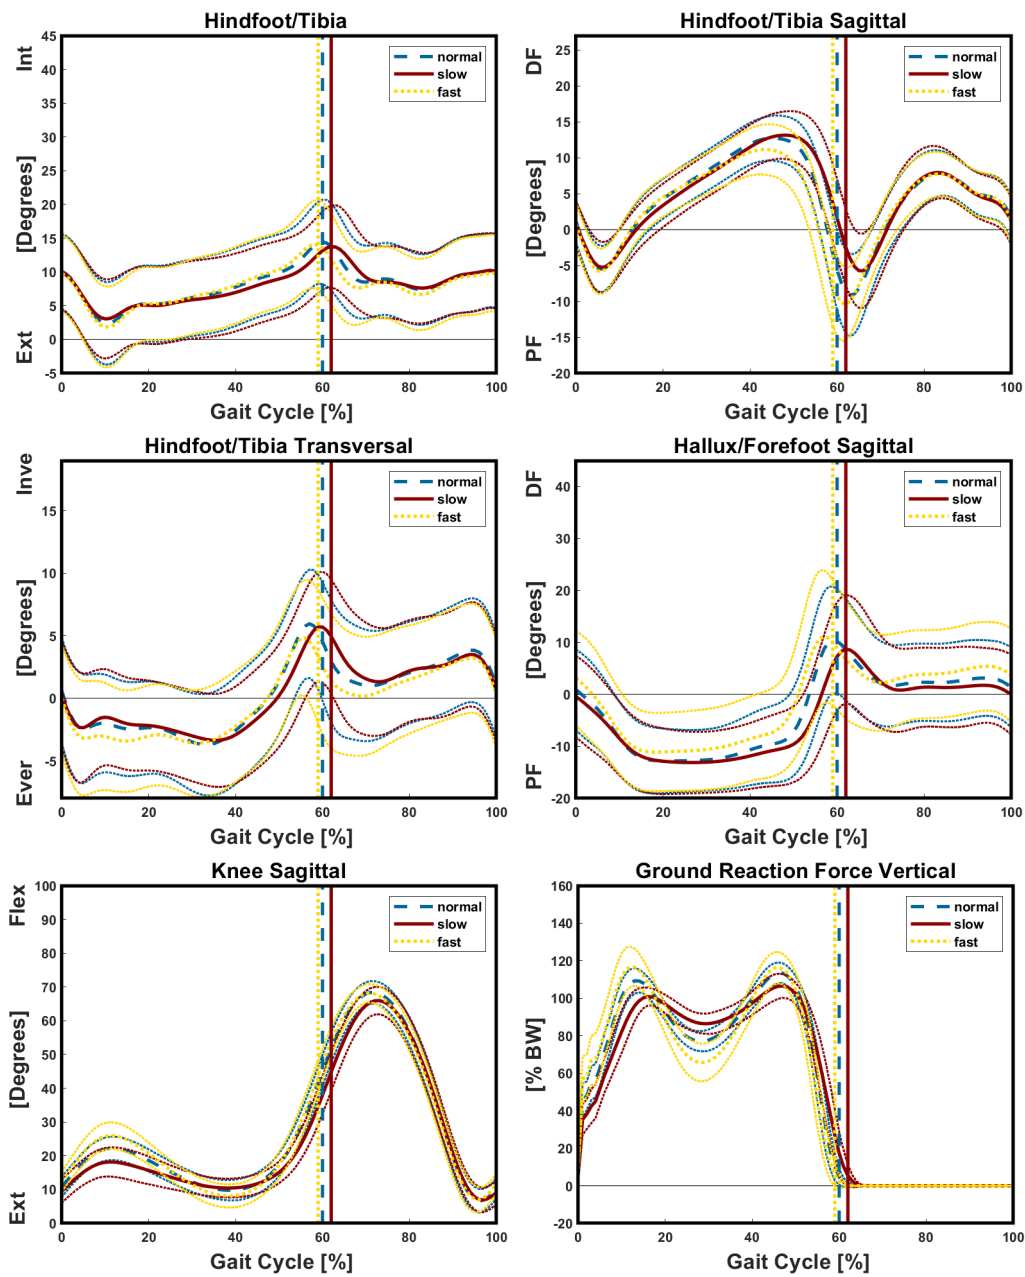 Hindfoot/Tibia
Int
[Degrees]
Ext
45
40
35
30
25
20
15
10
5
0
-5
normal
slow
fast
0 20 40 60 80 100
Gait Cycle [%]
Hindfoot/Tibia Sagittal
DF
[Degrees]
PF
25
20
15
10
5
0
-5
-10
-15
-20
normal
slow
fast
0 20 40 60 80 100
Gait Cycle [%]
Hindfoot/Tibia Transversal
Inve
[Degrees]
Ever
15
10
5
0
-5
normal
slow
fast
0 20 40 60 80 100
Gait Cycle [%]
Hallux/Forefoot Sagittal
DF
[Degrees]
PF
40
30
20
10
0
-10
-20
normal
slow
fast
0 20 40 60 80 100
Gait Cycle [%]
Knee Sagittal
Flex
[Degrees]
Ext
100
90
80
70
60
50
40
30
20
10
0
normal
slow
fast
0 20 40 60 80 100
Gait Cycle [%]
Ground Reaction Force Vertical
[% BW]
160
140
120
100
80
60
40
20
0
-20
normal
slow
fast
0 20 40 60 80 100
Gait Cycle [%]